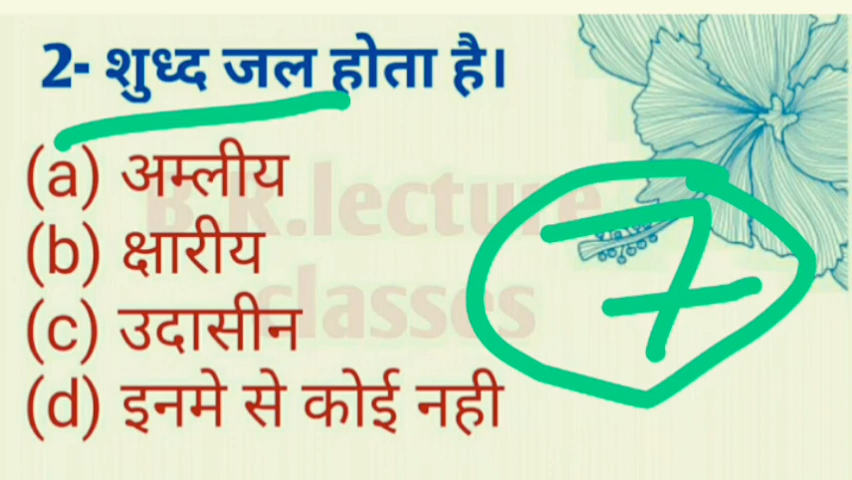 2- शुध्द जल होता है।
(a) अम्लीय
B.R.lecture
(b) क्षारीय
7
(c) उदासीन
classes
(d) इनमे से कोई नही